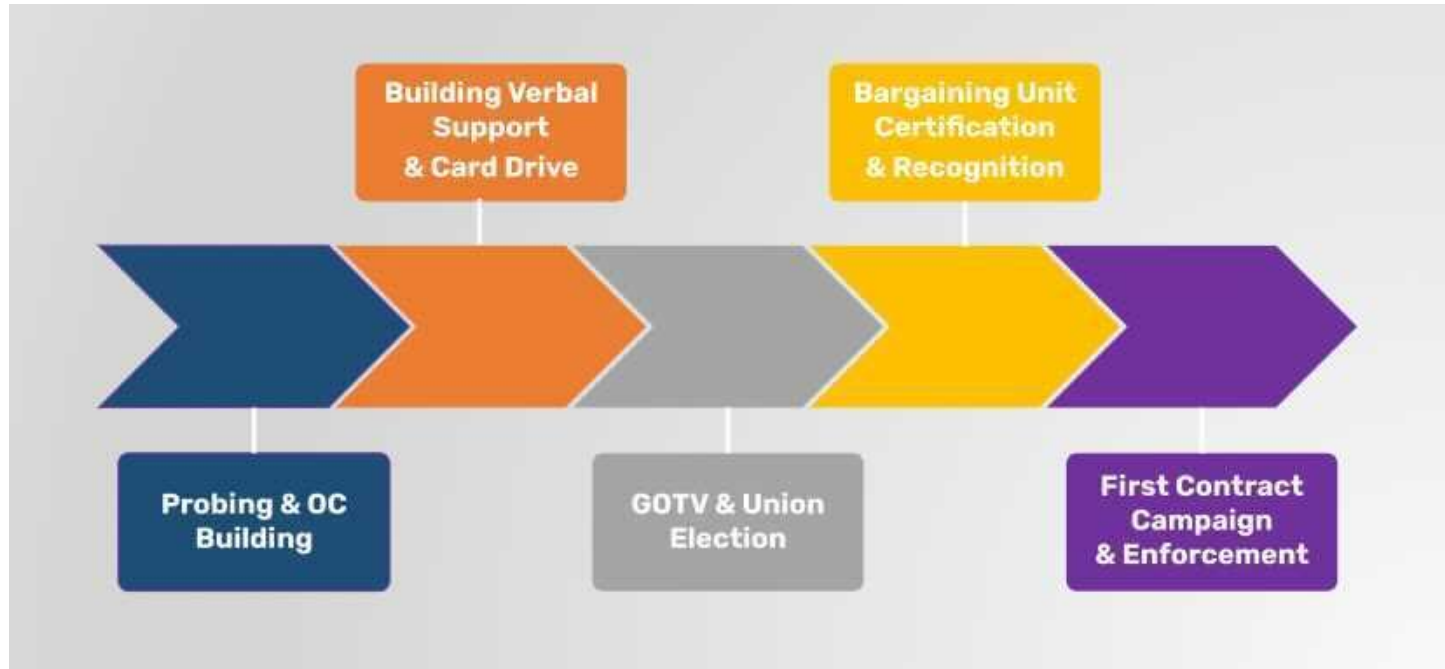 Building Verbal
Support
& Card Drive
Bargaining Unit
Certification
& Recognition
Probing & OC
Building
GOTV & Union
Election
First Contract
Campaign
& Enforcement